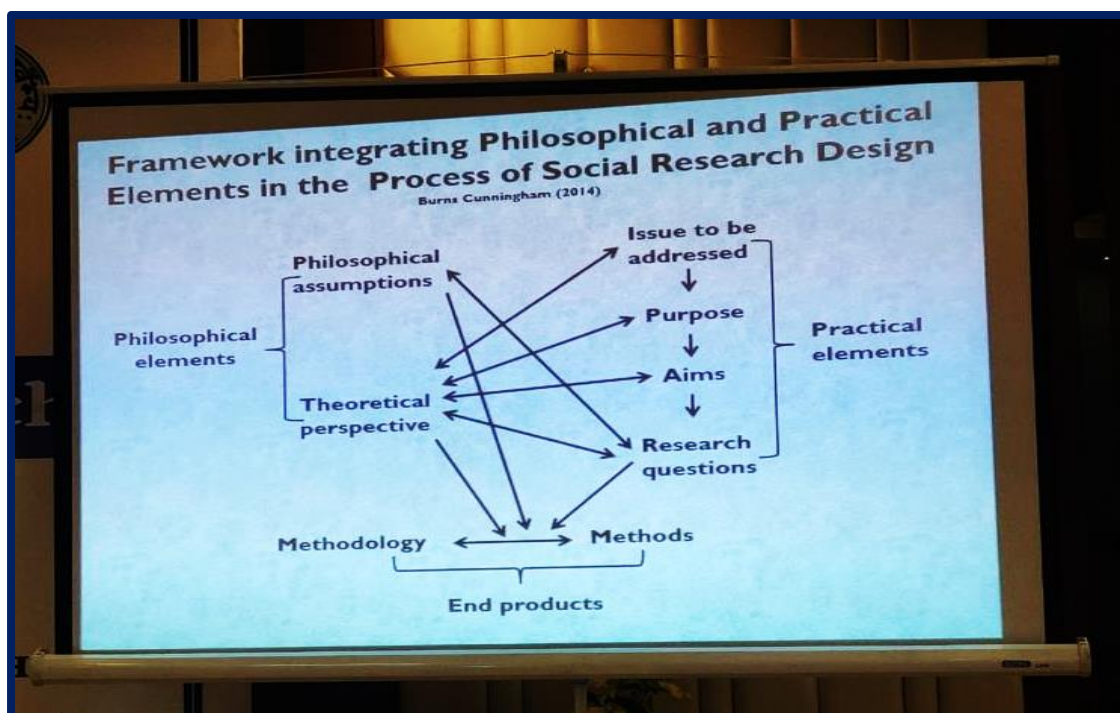 Framework integrating Philosophical and Practical
Elements in the Process of Social Research Design
Burns Cunningham (2014)
Philosophical
assumptions
Issue to be
addressed
Purpose
Philosophical
elements
Practical
elements
Aims
Theoretical
perspective
Research
questions
Methodology
Methods
End products